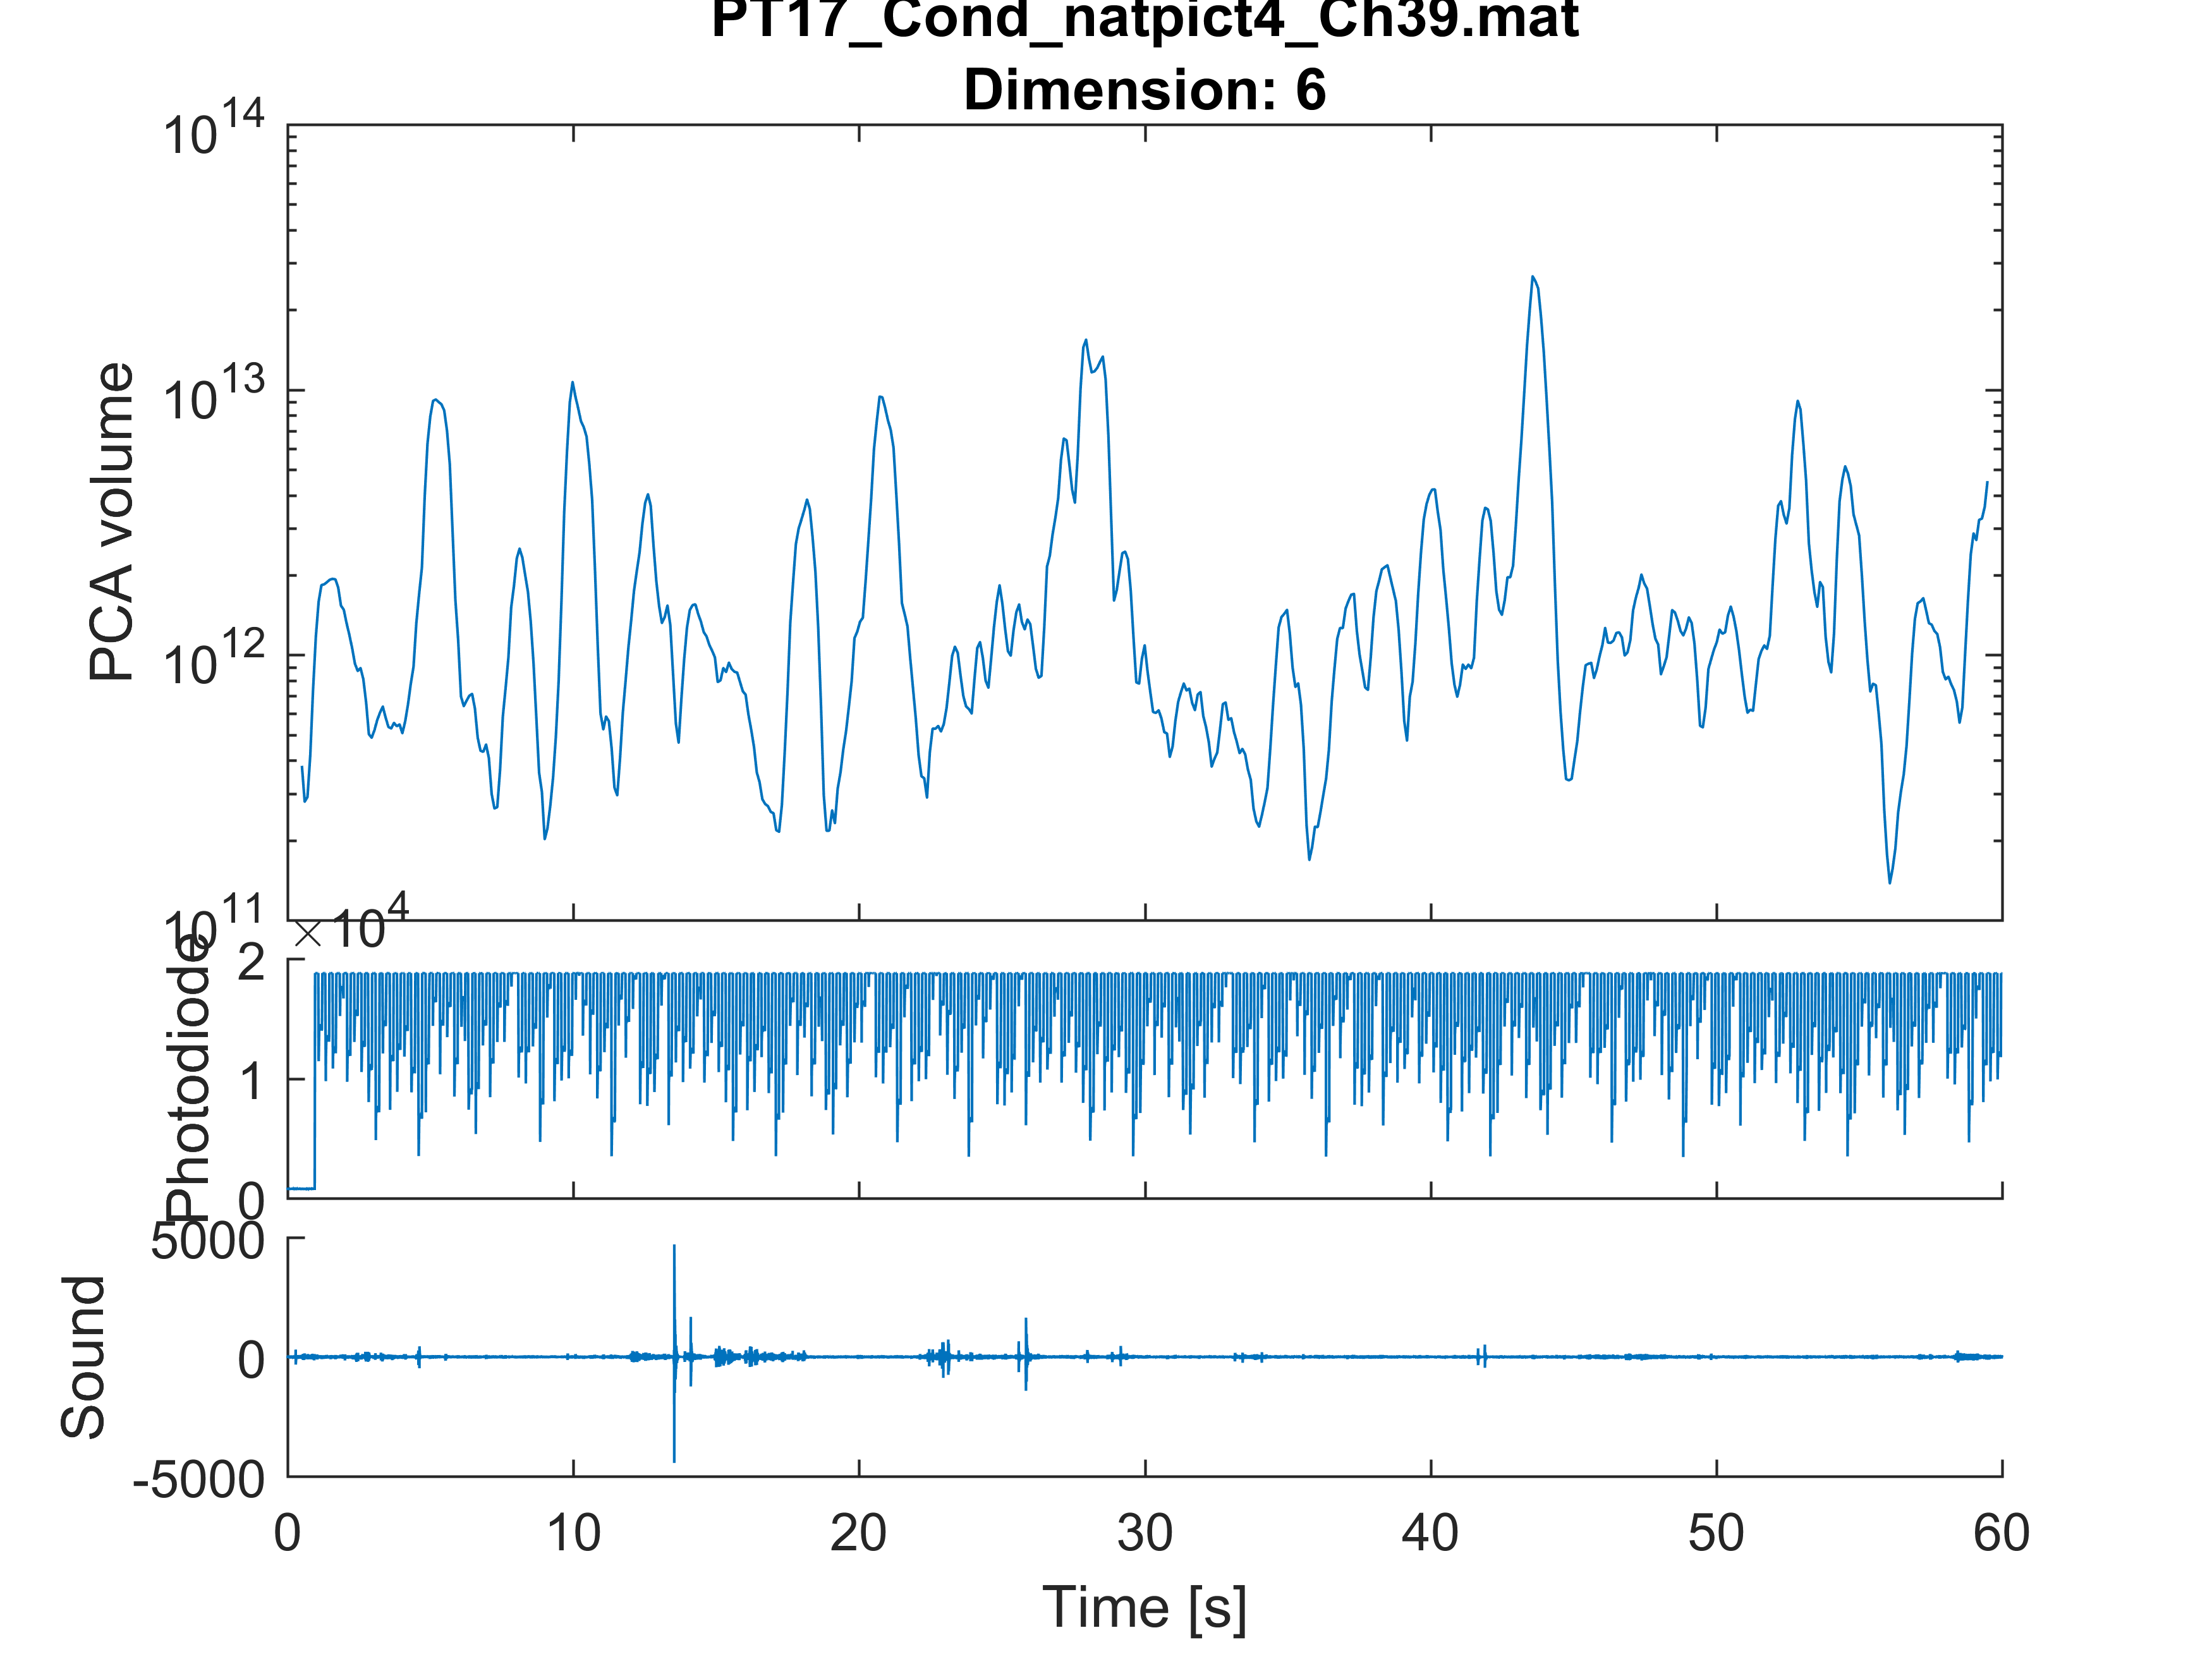 PT17_Cond_natpict4_Ch39.mat
Dimension: 6
10^14
10^13
10^12
10^11
PCA volume
× 10^4
2
1
0
Photodiode
5000
0
-5000
Sound
0 10 20 30 40 50 60
Time [s]